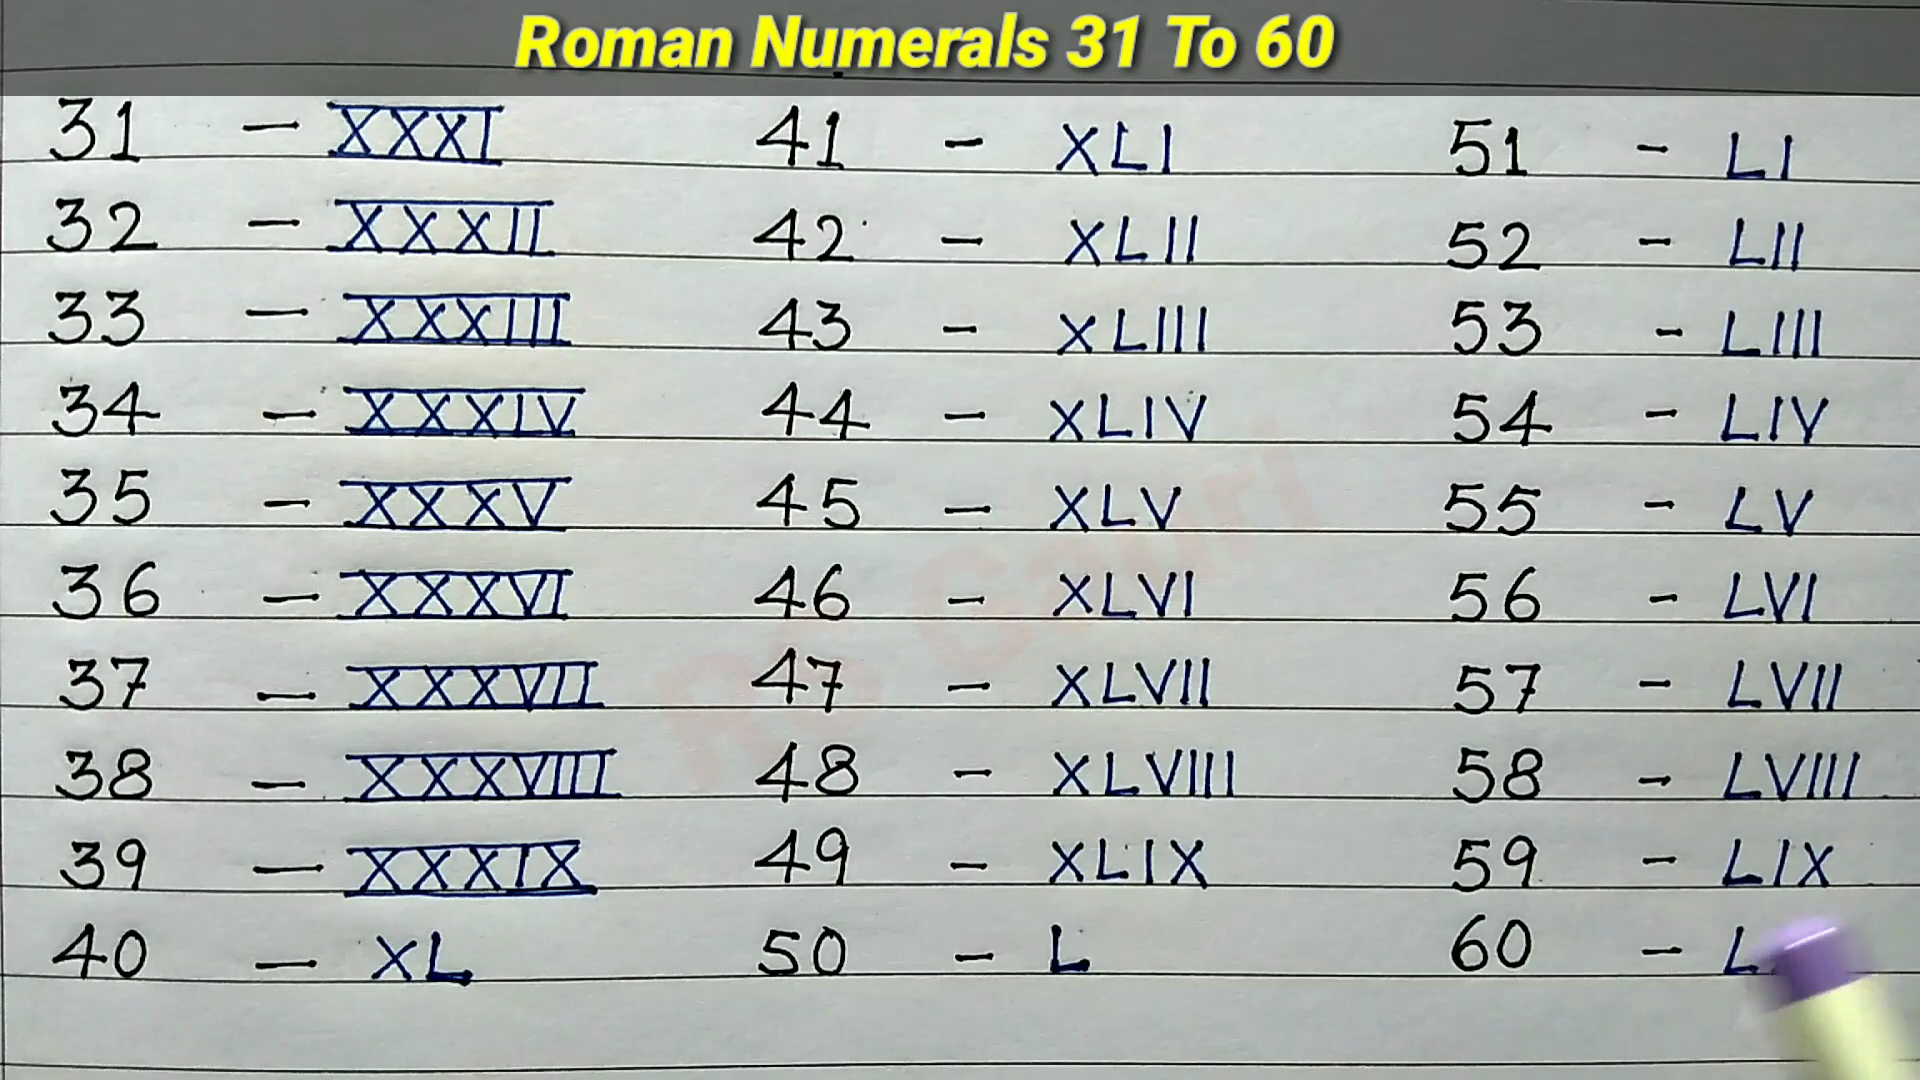 Roman Numerals 31 To 60
31 - XXXI 41 - XLI 51 - LI
32 - XXXII 42 - XLII 52 - LII
33 - XXXIII 43 - XLIII 53 - LIII
34 - XXXIV 44 - XLIV 54 - LIV
35 - XXXV 45 - XLV 55 - LV
36 - XXXVI 46 - XLVI 56 - LVI
37 - XXXVII 47 - XLVII 57 - LVII
38 - XXXVIII 48 - XLVIII 58 - LVIII
39 - XXXIX 49 - XLIX 59 - LIX
40 - XL 50 - L 60 - L